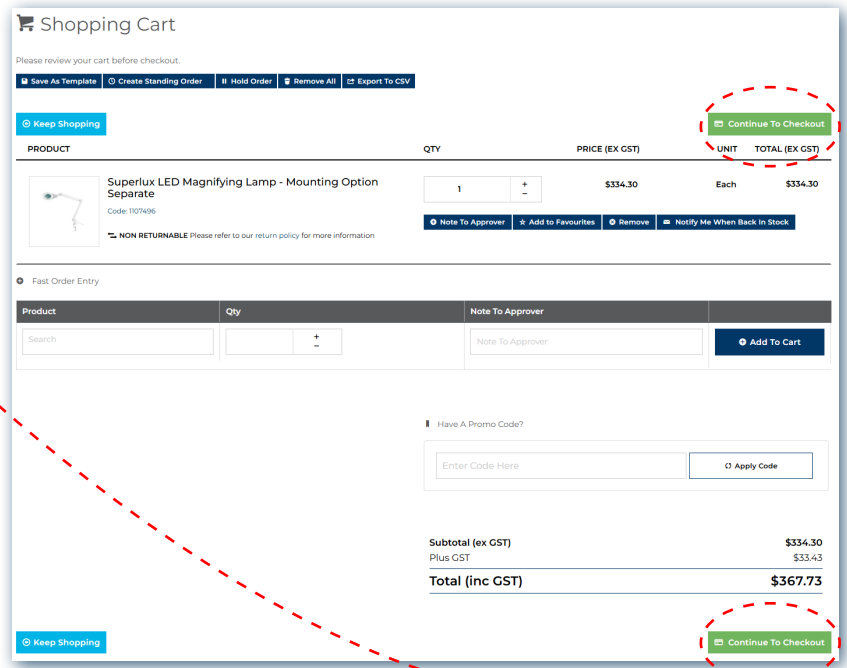 Shopping Cart
Please review your cart before checkout.
Save As Template Create Standing Order Hold Order Remove All Export To CSV
Keep Shopping Continue To Checkout
PRODUCT QTY PRICE (EX GST) UNIT TOTAL (EX GST)
Superlux LED Magnifying Lamp - Mounting Option
Separate
1 + $334.30 Each $334.30
−
Code: 1107496
Note To Approver Add to Favourites Remove Notify Me When Back In Stock
NON RETURNABLE Please refer to our return policy for more information
Fast Order Entry
Product Qty Note To Approver
Search + Note To Approver Add To Cart
−
Have A Promo Code?
Enter Code Here Apply Code
Subtotal (ex GST) $334.30
Plus GST $33.43
Total (inc GST) $367.73
Keep Shopping Continue To Checkout